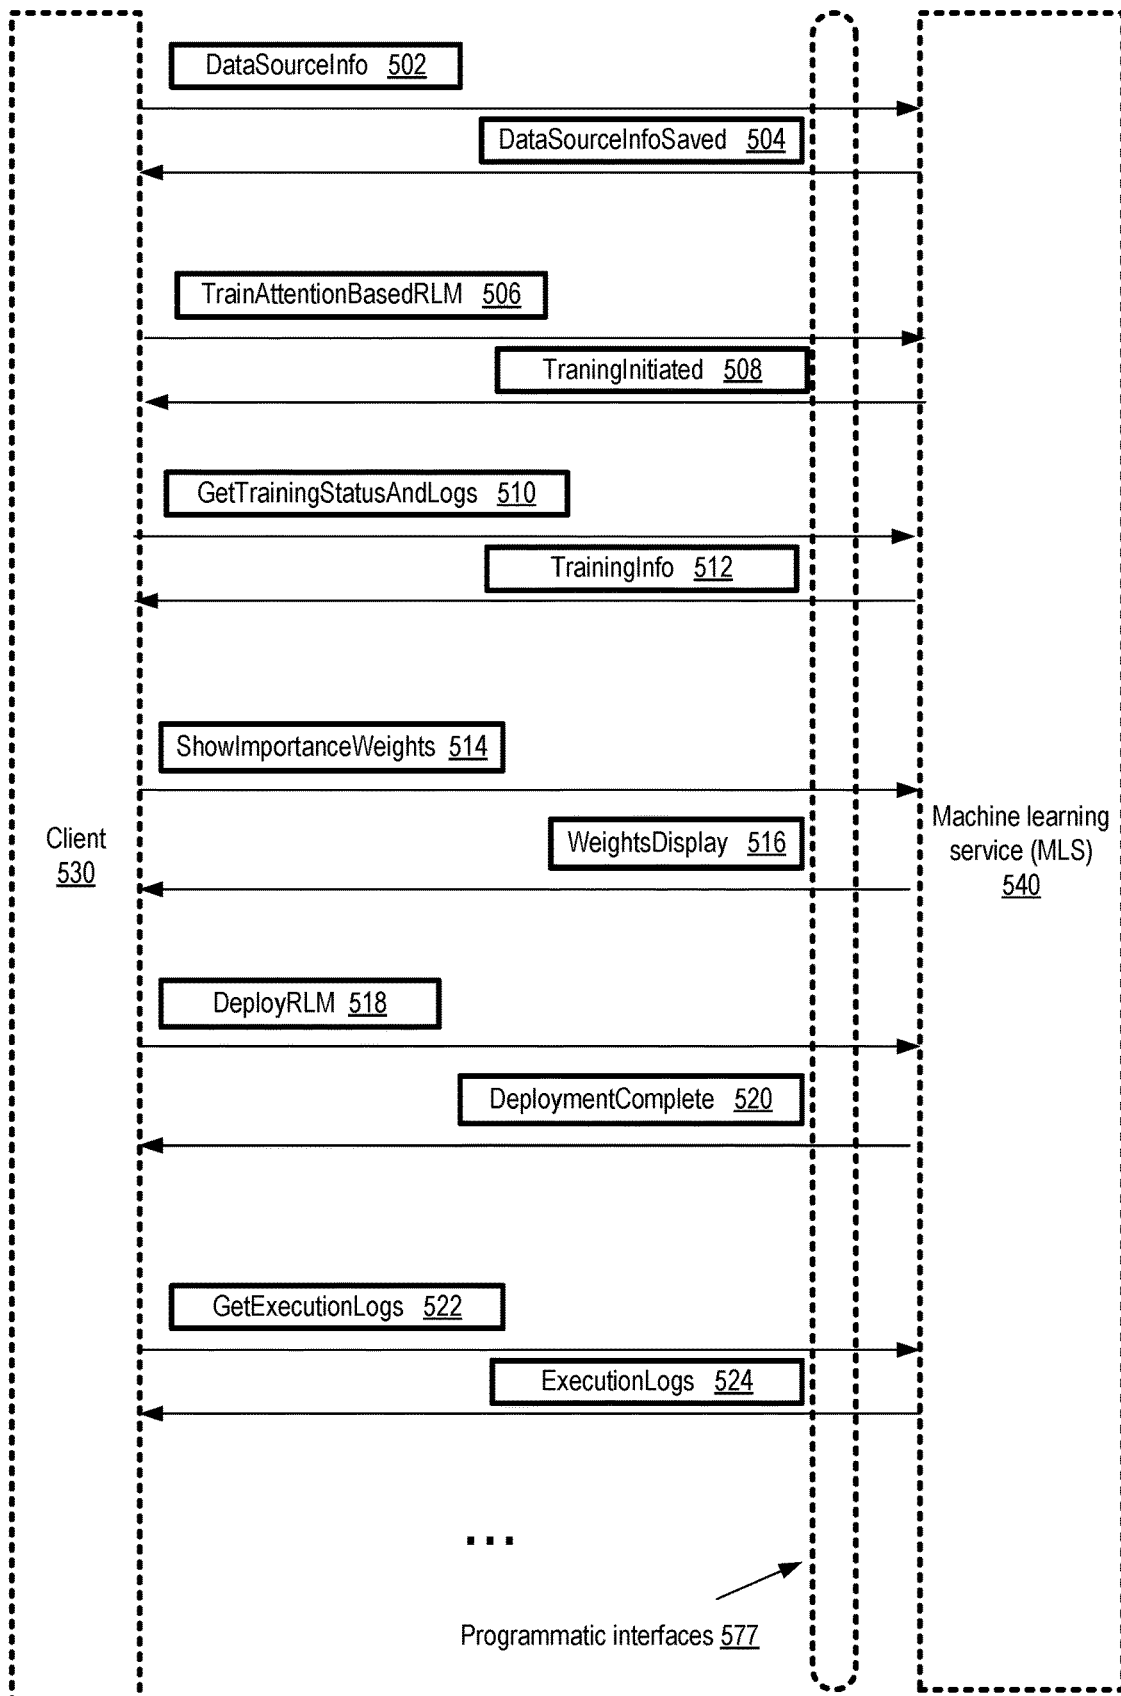 DataSourceInfo 502
DataSourceInfoSaved 504
TrainAttentionBasedRLM 506
TraningInitiated 508
GetTrainingStatusAndLogs 510
TrainingInfo 512
ShowImportanceWeights 514
WeightsDisplay 516
Client
530
Machine learning
service (MLS)
540
DeployRLM 518
DeploymentComplete 520
GetExecutionLogs 522
ExecutionLogs 524
...
Programmatic interfaces 577